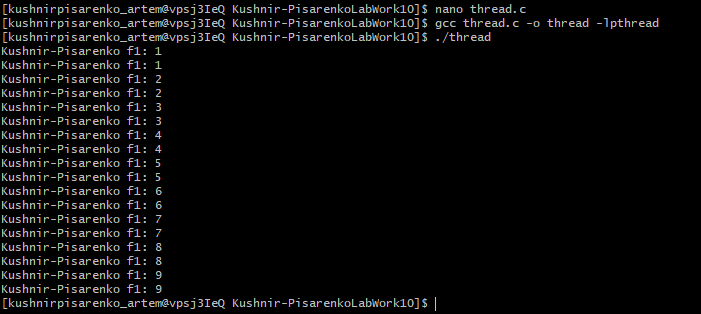 [kushnirpisarenko_artem@vpsj3IeQ Kushnir-PisarenkoLabWork10]$ nano thread.c
[kushnirpisarenko_artem@vpsj3IeQ Kushnir-PisarenkoLabWork10]$ gcc thread.c -o thread -lpthread
[kushnirpisarenko_artem@vpsj3IeQ Kushnir-PisarenkoLabWork10]$ ./thread
Kushnir-Pisarenko f1: 1
Kushnir-Pisarenko f1: 1
Kushnir-Pisarenko f1: 2
Kushnir-Pisarenko f1: 2
Kushnir-Pisarenko f1: 3
Kushnir-Pisarenko f1: 3
Kushnir-Pisarenko f1: 4
Kushnir-Pisarenko f1: 4
Kushnir-Pisarenko f1: 5
Kushnir-Pisarenko f1: 5
Kushnir-Pisarenko f1: 6
Kushnir-Pisarenko f1: 6
Kushnir-Pisarenko f1: 7
Kushnir-Pisarenko f1: 7
Kushnir-Pisarenko f1: 8
Kushnir-Pisarenko f1: 8
Kushnir-Pisarenko f1: 9
Kushnir-Pisarenko f1: 9
[kushnirpisarenko_artem@vpsj3IeQ Kushnir-PisarenkoLabWork10]$